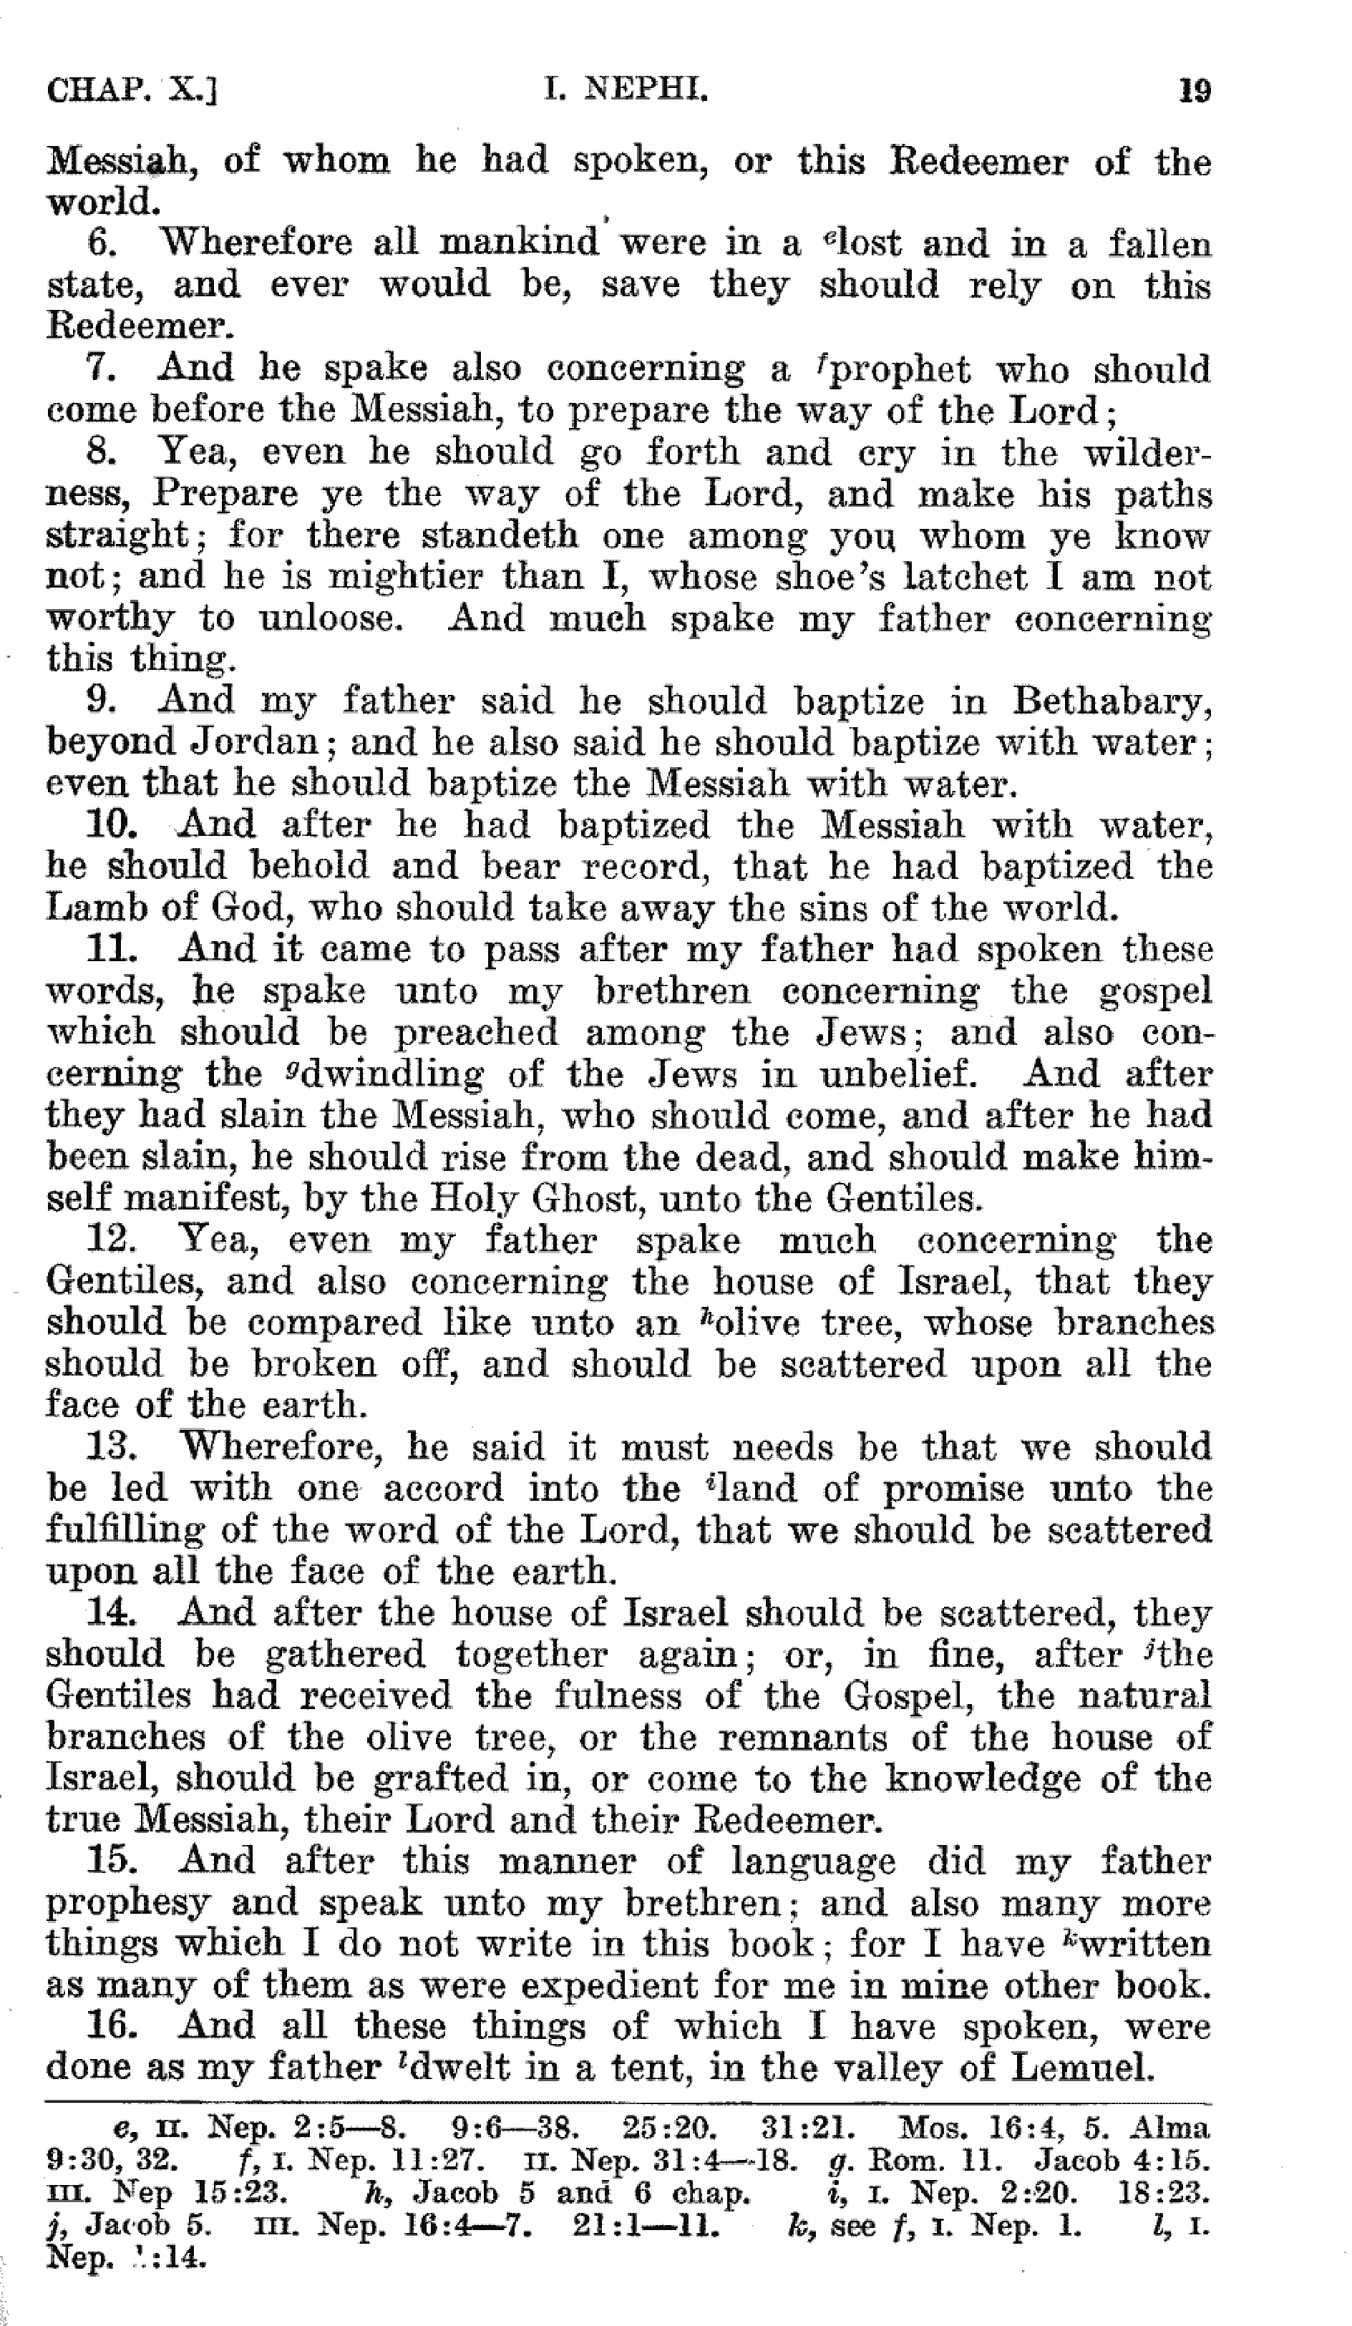 CHAP. X.] I. NEPHI. 19
Messiah, of whom he had spoken, or this Redeemer of the
world.
6. Wherefore all mankind were in a elost and in a fallen
state, and ever would be, save they should rely on this
Redeemer.
7. And he spake also concerning a fprophet who should
come before the Messiah, to prepare the way of the Lord;
8. Yea, even he should go forth and cry in the wilder-
ness, Prepare ye the way of the Lord, and make his paths
straight; for there standeth one among you whom ye know
not; and he is mightier than I, whose shoe's latchet I am not
worthy to unloose. And much spake my father concerning
this thing.
9. And my father said he should baptize in Bethabary,
beyond Jordan; and he also said he should baptize with water;
even that he should baptize the Messiah with water.
10. And after he had baptized the Messiah with water,
he should behold and bear record, that he had baptized the
Lamb of God, who should take away the sins of the world.
11. And it came to pass after my father had spoken these
words, he spake unto my brethren concerning the gospel
which should be preached among the Jews; and also con-
cerning the gdwindling of the Jews in unbelief. And after
they had slain the Messiah, who should come, and after he had
been slain, he should rise from the dead, and should make him-
self manifest, by the Holy Ghost, unto the Gentiles.
12. Yea, even my father spake much concerning the
Gentiles, and also concerning the house of Israel, that they
should be compared like unto an holive tree, whose branches
should be broken off, and should be scattered upon all the
face of the earth.
13. Wherefore, he said it must needs be that we should
be led with one accord into the iland of promise unto the
fulfilling of the word of the Lord, that we should be scattered
upon all the face of the earth.
14. And after the house of Israel should be scattered, they
should be gathered together again; or, in fine, after jthe
Gentiles had received the fulness of the Gospel, the natural
branches of the olive tree, or the remnants of the house of
Israel, should be grafted in, or come to the knowledge of the
true Messiah, their Lord and their Redeemer.
15. And after this manner of language did my father
prophesy and speak unto my brethren; and also many more
things which I do not write in this book; for I have kwritten
as many of them as were expedient for me in mine other book.
16. And all these things of which I have spoken, were
done as my father ldwelt in a tent, in the valley of Lemuel.
e, II. Nep. 2:5—8. 9:6—38. 25:20. 31:21. Mos. 16:4, 5. Alma
9:30, 32. f, I. Nep. 11:27. II. Nep. 31:4—18. g. Rom. 11. Jacob 4:15.
III. Nep 15:23. h, Jacob 5 and 6 chap. i, I. Nep. 2:20. 18:23.
j, Jacob 5. III. Nep. 16:4—7. 21:1—11. k, see f, I. Nep. 1. l, I.
Nep. :14.